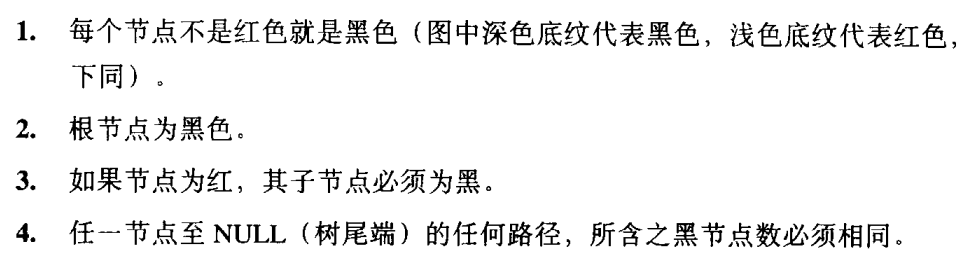 1. 每个节点不是红色就是黑色（图中深色底纹代表黑色，浅色底纹代表红色，
下同）。
2. 根节点为黑色。
3. 如果节点为红，其子节点必须为黑。
4. 任一节点至 NULL（树尾端）的任何路径，所含之黑节点数必须相同。